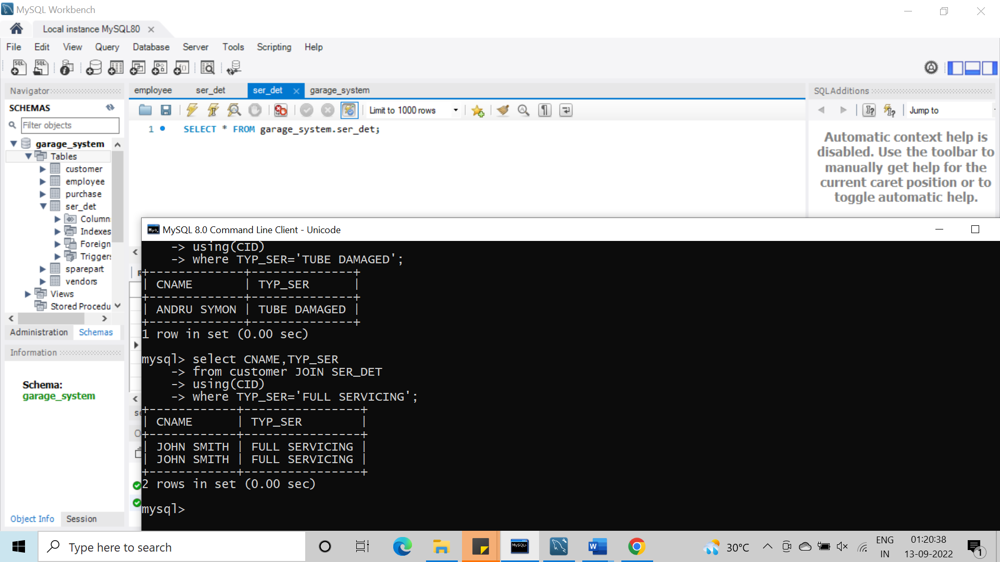 MySQL Workbench
Local instance MySQL80
File Edit View Query Database Server Tools Scripting Help
Navigator
SCHEMAS
Filter objects
garage_system
Tables
customer
employee
purchase
ser_det
Column
Indexes
Foreign
Triggers
sparepart
vendors
Views
Stored Procedu
Administration Schemas
Information
Schema:
garage_system
Object Info Session
employee ser_det ser_det garage_system
Limit to 1000 rows
1 SELECT * FROM garage_system.ser_det;
SQLAdditions
Jump to
Automatic context help is
disabled. Use the toolbar to
manually get help for the
current caret position or to
toggle automatic help.
MySQL 8.0 Command Line Client - Unicode
-> using(CID)
-> where TYP_SER='TUBE DAMAGED';
+-------------+--------------+
| CNAME | TYP_SER |
+-------------+--------------+
| ANDRU SYMON | TUBE DAMAGED |
+-------------+--------------+
1 row in set (0.00 sec)
mysql> select CNAME,TYP_SER
-> from customer JOIN SER_DET
-> using(CID)
-> where TYP_SER='FULL SERVICING';
+------------+----------------+
| CNAME | TYP_SER |
+------------+----------------+
| JOHN SMITH | FULL SERVICING |
| JOHN SMITH | FULL SERVICING |
+------------+----------------+
2 rows in set (0.00 sec)
mysql>
Type here to search
30°C
ENG
IN
01:20:38
13-09-2022
1